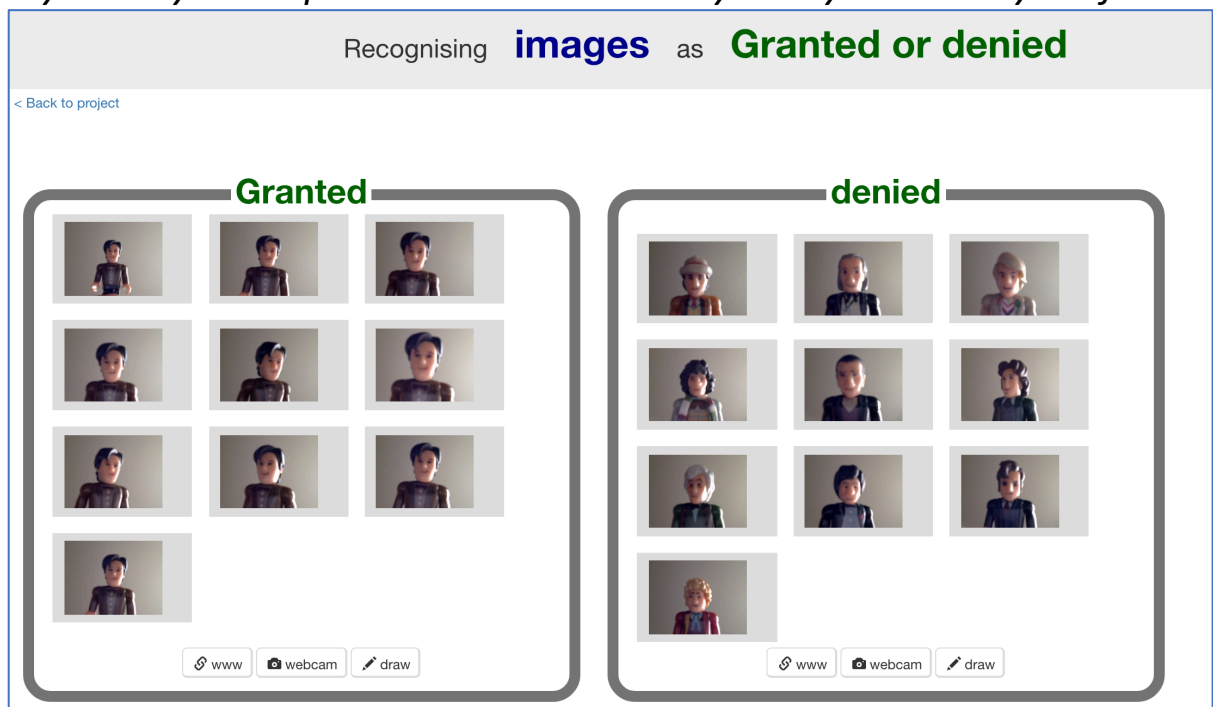 Recognising images as Granted or denied
< Back to project
Granted
denied
www webcam draw
www webcam draw